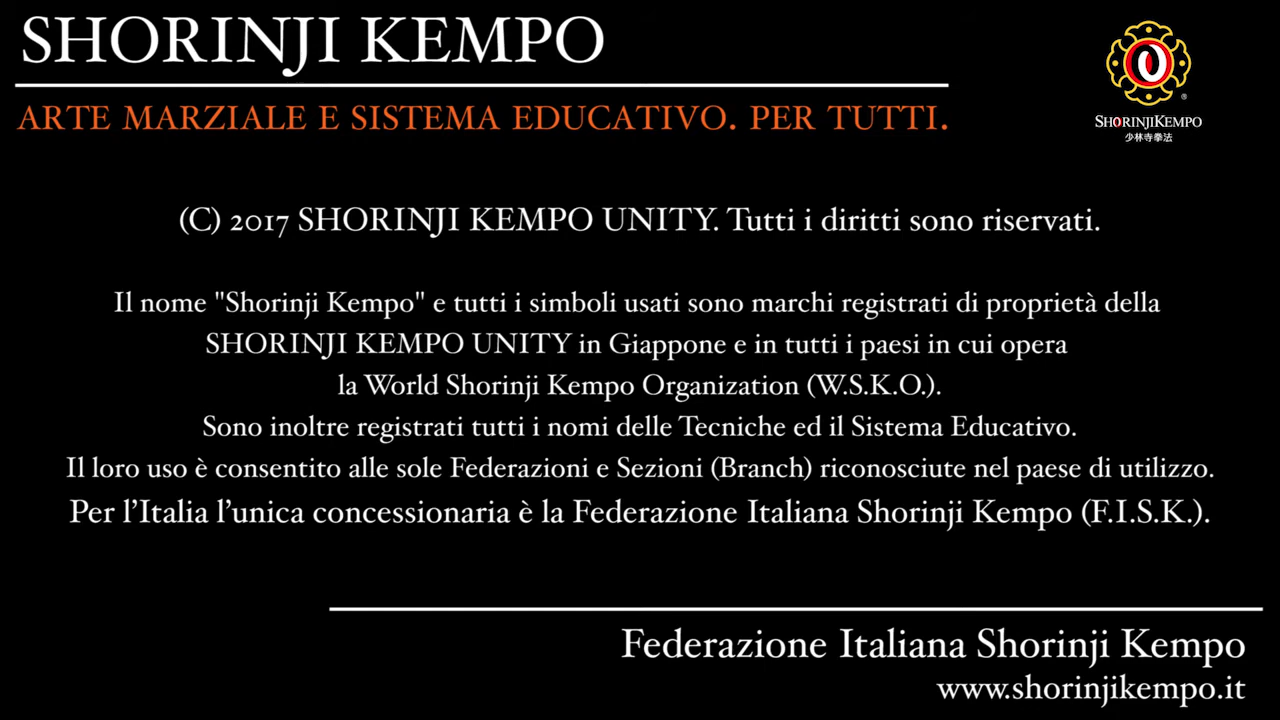 SHORINJI KEMPO
ARTE MARZIALE E SISTEMA EDUCATIVO. PER TUTTI.
®
SHORINJIKEMPO
少林寺拳法
(C) 2017 SHORINJI KEMPO UNITY. Tutti i diritti sono riservati.
Il nome "Shorinji Kempo" e tutti i simboli usati sono marchi registrati di proprietà della
SHORINJI KEMPO UNITY in Giappone e in tutti i paesi in cui opera
la World Shorinji Kempo Organization (W.S.K.O.).
Sono inoltre registrati tutti i nomi delle Tecniche ed il Sistema Educativo.
Il loro uso è consentito alle sole Federazioni e Sezioni (Branch) riconosciute nel paese di utilizzo.
Per l’Italia l’unica concessionaria è la Federazione Italiana Shorinji Kempo (F.I.S.K.).
Federazione Italiana Shorinji Kempo
www.shorinjikempo.it